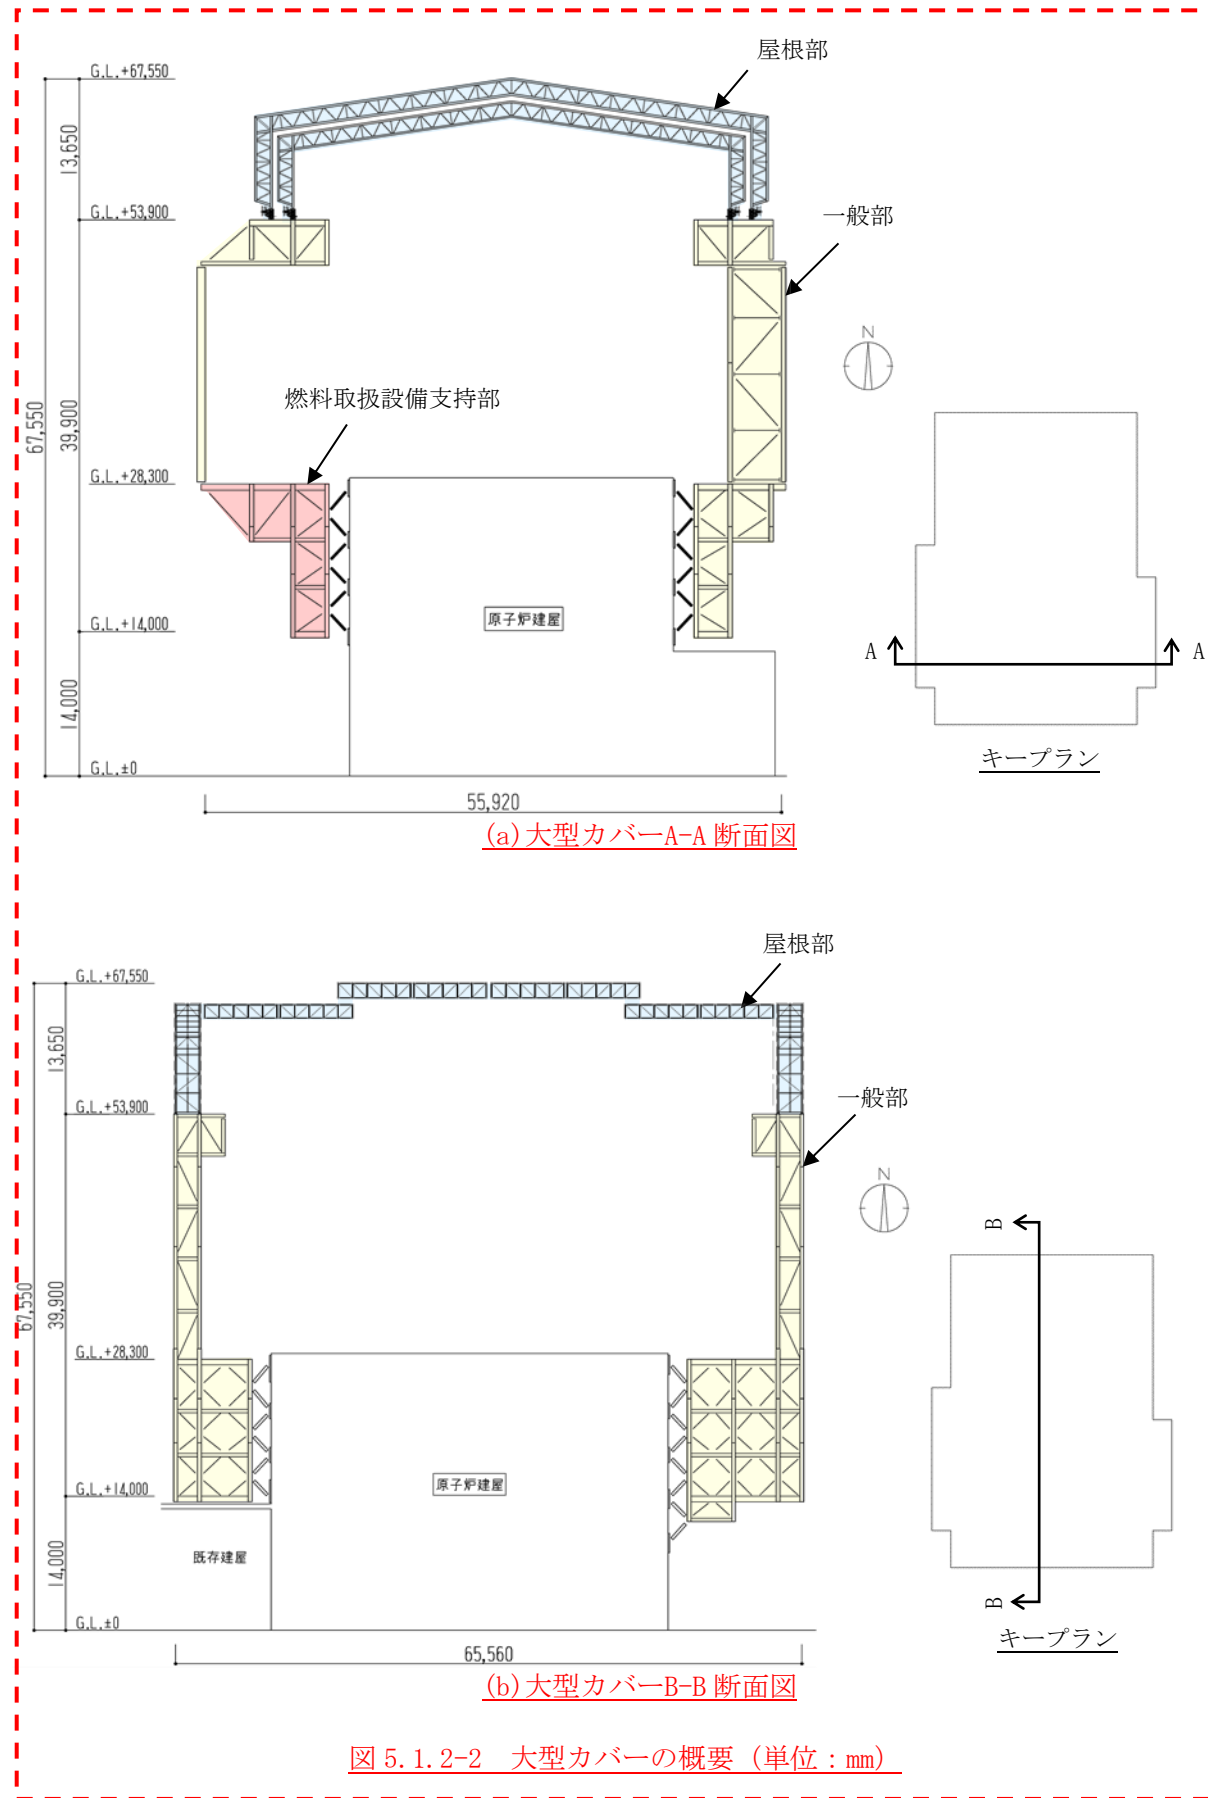 屋根部
G.L.+67,550
13,650
G.L.+53,900
一般部
N
燃料取扱設備支持部
67,550
39,900
G.L.+28,300
原子炉建屋
G.L.+14,000
A
A
14,000
キープラン
G.L.±0
55,920
(a)大型カバーA-A 断面図
屋根部
G.L.+67,550
13,650
一般部
G.L.+53,900
N
B
67,550
39,900
G.L.+28,300
原子炉建屋
G.L.+14,000
既存建屋
14,000
B
G.L.±0
キープラン
65,560
(b)大型カバーB-B 断面図
図 5.1.2-2 大型カバーの概要（単位：mm）